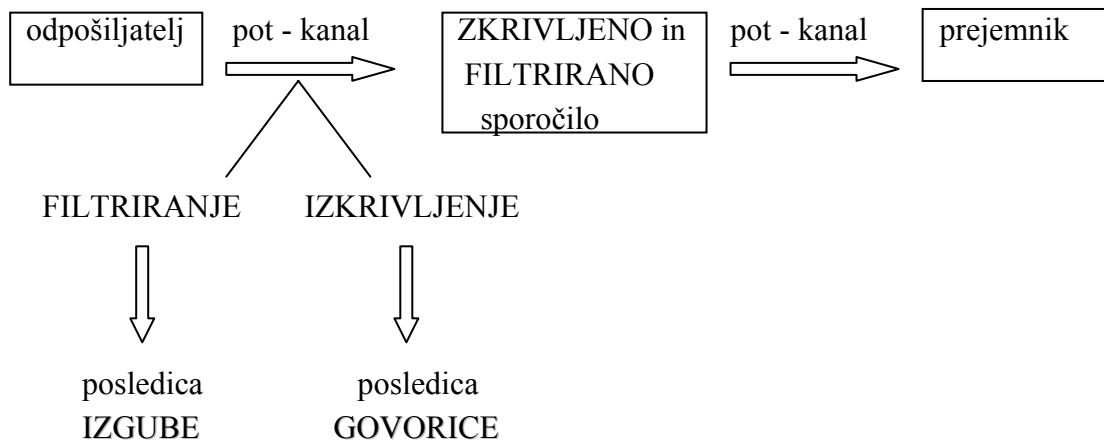 odpošiljatelj
pot - kanal
ZKRIVLJENO in
FILTRIRANO
sporočilo
pot - kanal
prejemnik
FILTRIRANJE
IZKRIVLJENJE
posledica
IZGUBE
posledica
GOVORICE